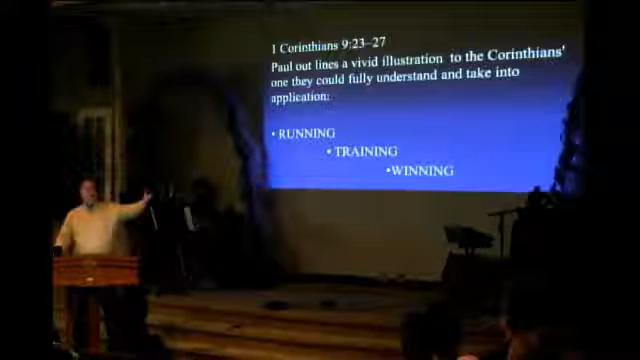 1 Corinthians 9:23–27
Paul out lines a vivid illustration to the Corinthians'
one they could fully understand and take into
application:
• RUNNING
• TRAINING
•WINNING